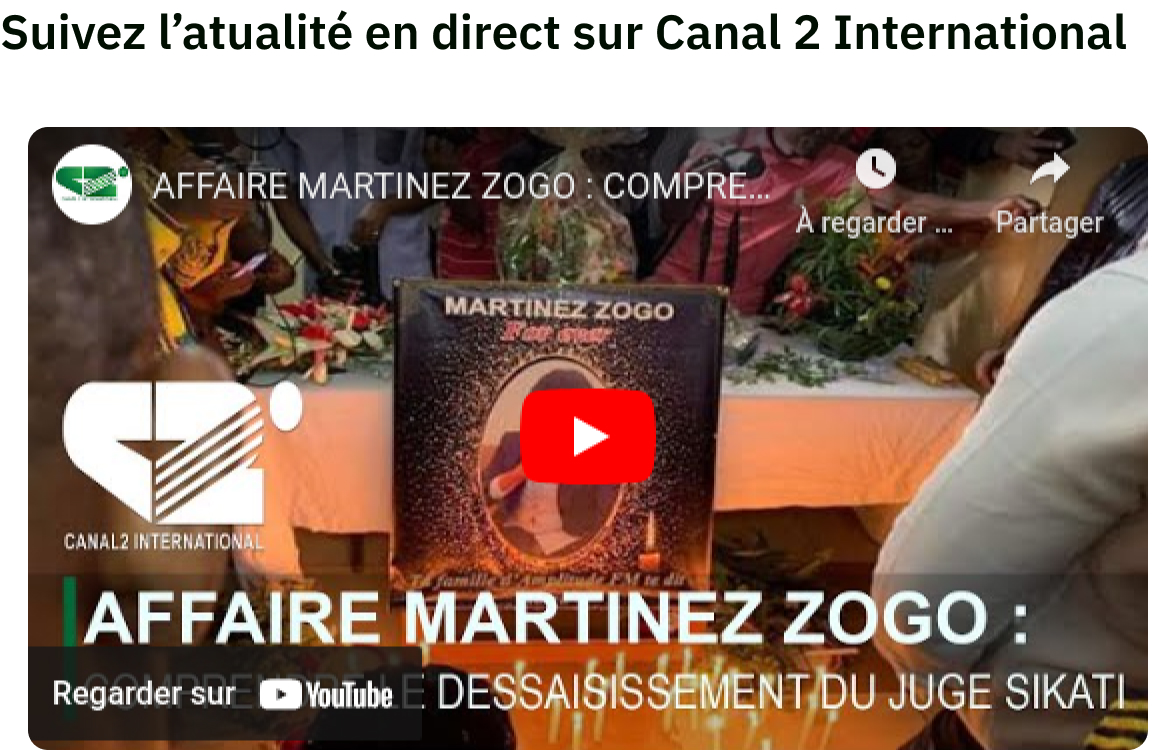 Suivez l’atualité en direct sur Canal 2 International
AFFAIRE MARTINEZ ZOGO : COMPRE...
À regarder ...
Partager
MARTINEZ ZOGO
For ever
CANAL2 INTERNATIONAL
Ta famille d'Amplitude FM te dit
AFFAIRE MARTINEZ ZOGO :
DESSAISISSEMENT DU JUGE SIKATI
Regarder sur YouTube